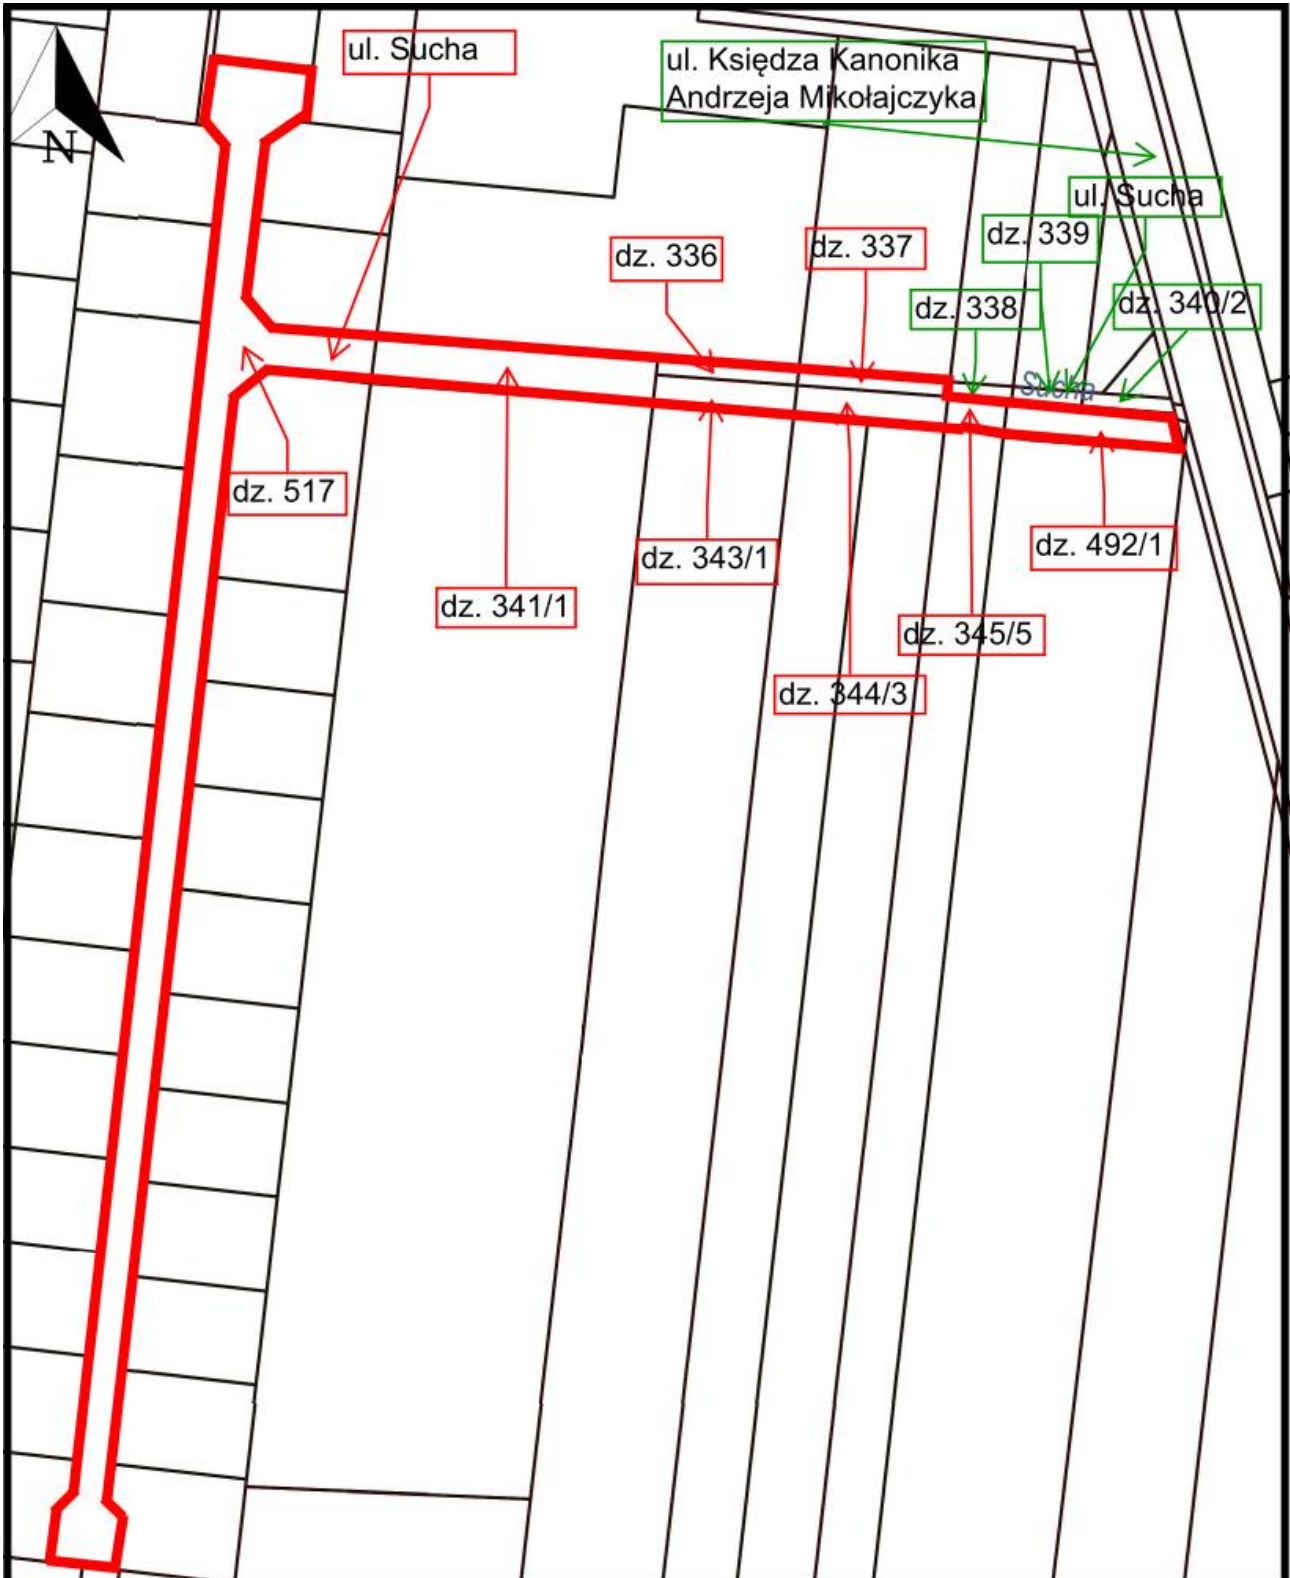 ul. Sucha
ul. Księdza Kanonika
Andrzeja Mikołajczyka
N
ul. Sucha
dz. 339
dz. 336
dz. 337
dz. 338
dz. 340/2
Sucha
dz. 517
dz. 341/1
dz. 343/1
dz. 492/1
dz. 345/5
dz. 344/3